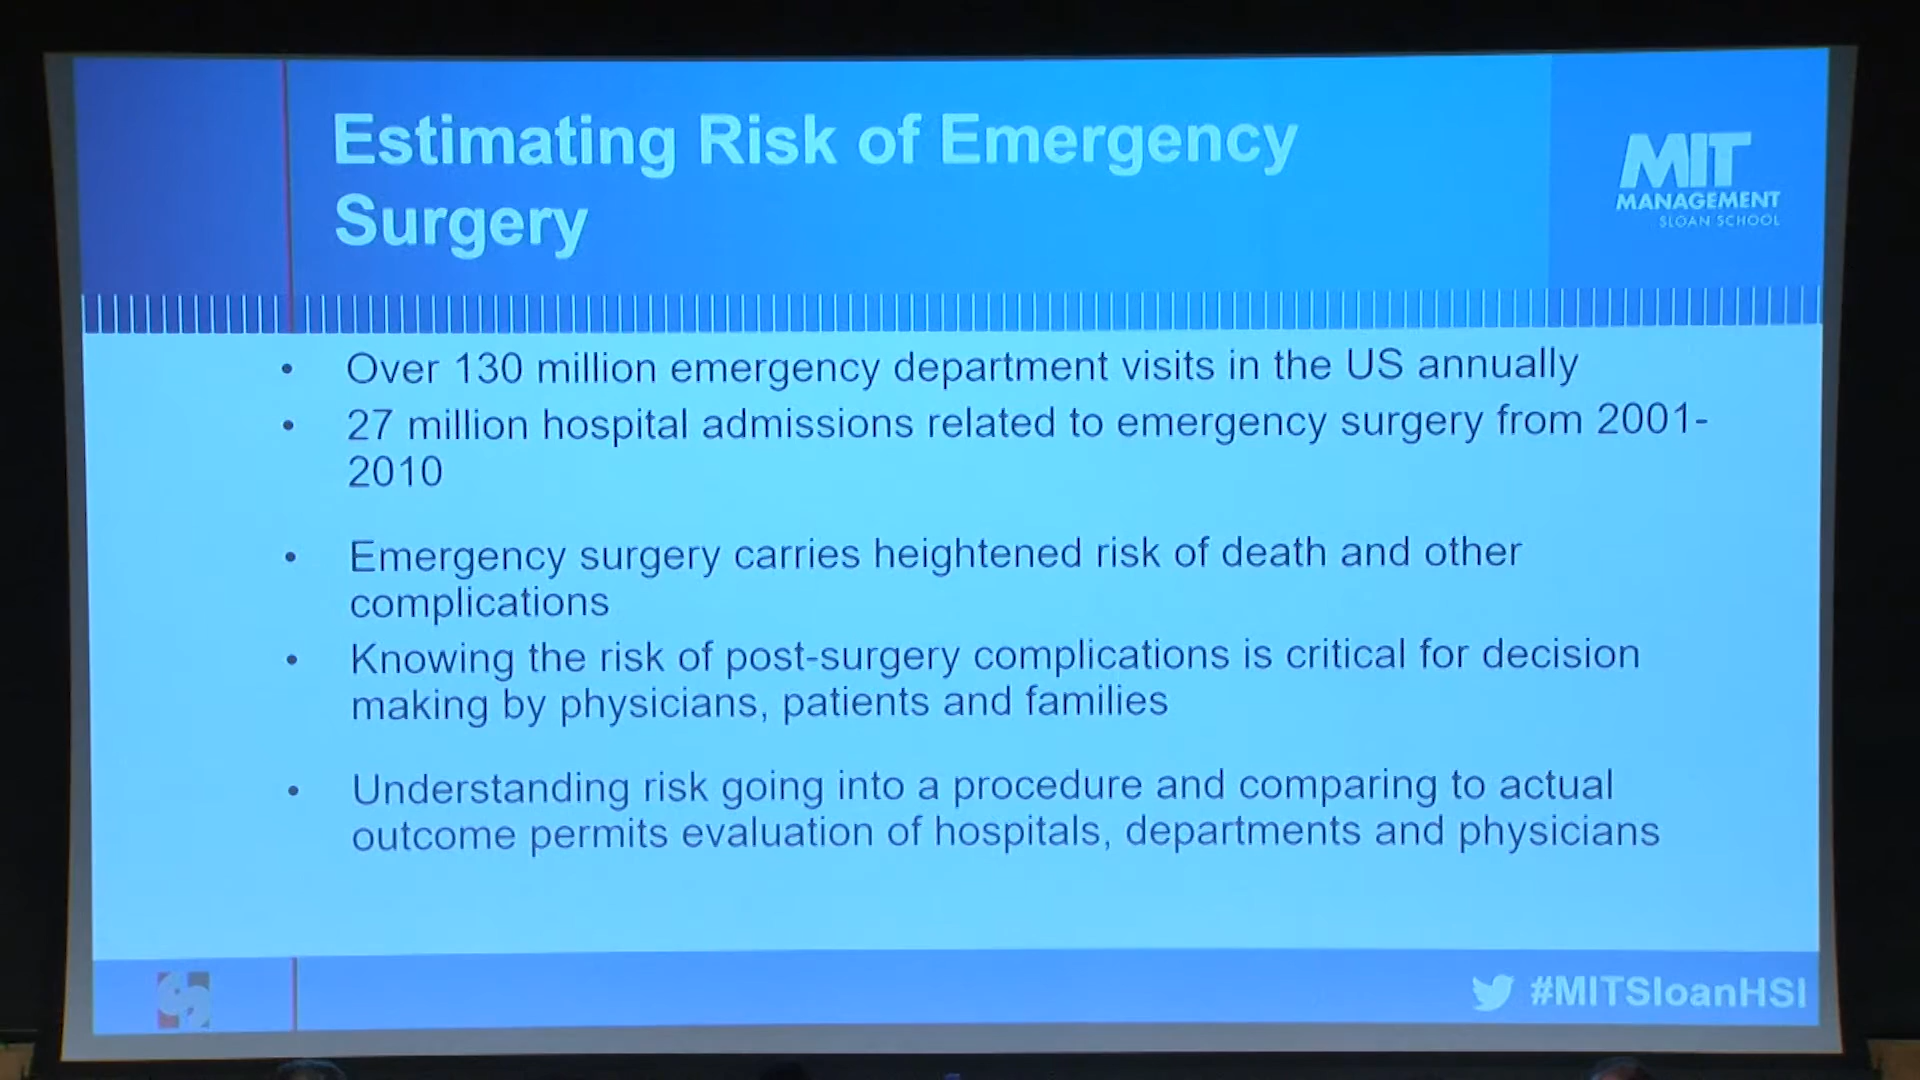 Estimating Risk of Emergency
Surgery
MIT
MANAGEMENT
SLOAN SCHOOL
• Over 130 million emergency department visits in the US annually
• 27 million hospital admissions related to emergency surgery from 2001-
2010
• Emergency surgery carries heightened risk of death and other
complications
• Knowing the risk of post-surgery complications is critical for decision
making by physicians, patients and families
• Understanding risk going into a procedure and comparing to actual
outcome permits evaluation of hospitals, departments and physicians
#MITSloanHSI